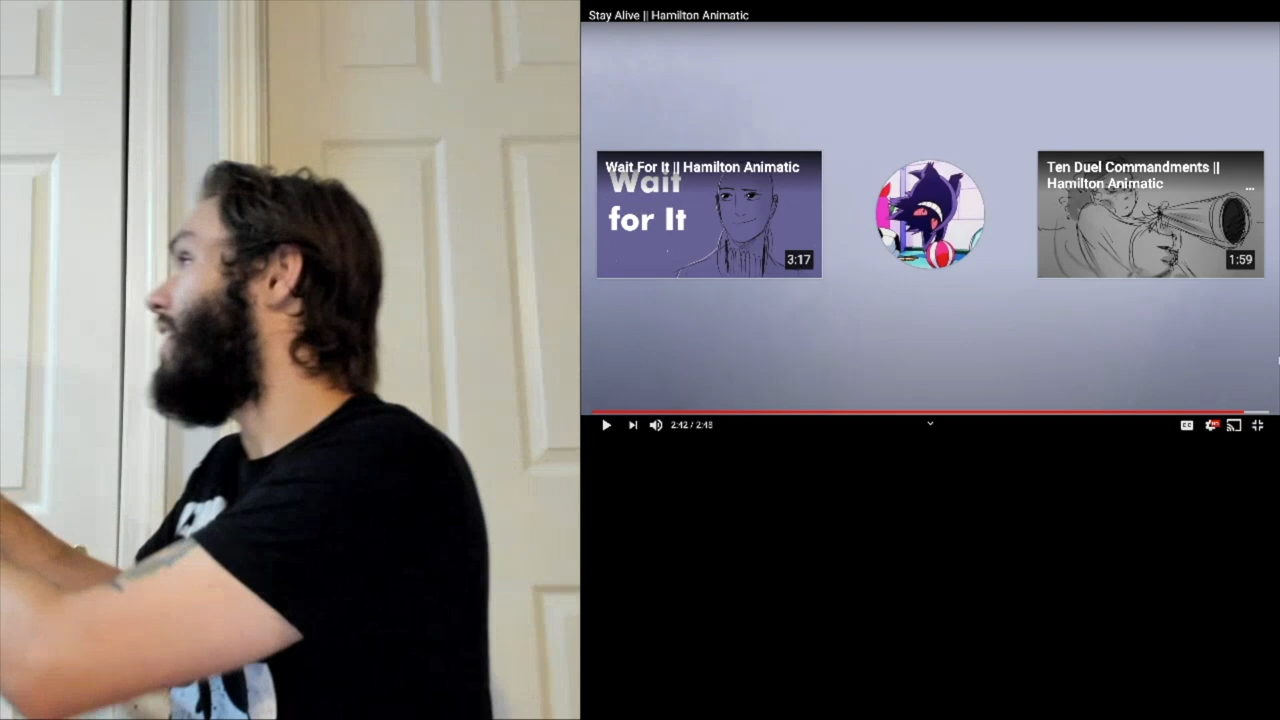 Stay Alive || Hamilton Animatic
Wait For It || Hamilton Animatic
Wait
for It
3:17
Ten Duel Commandments ||
Hamilton Animatic
...
1:59
2:42 / 2:48
CC